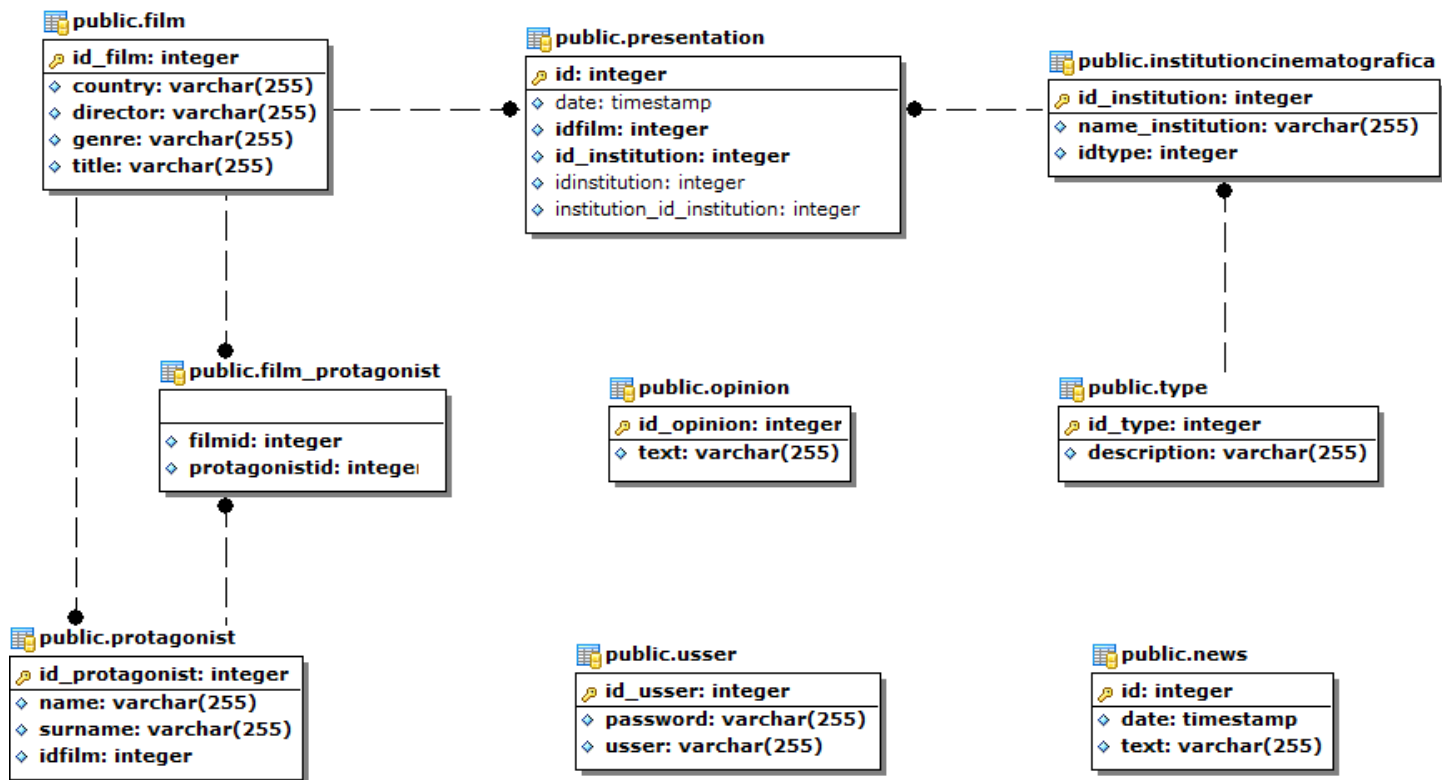 public.film
id_film: integer
country: varchar(255)
director: varchar(255)
genre: varchar(255)
title: varchar(255)
public.presentation
id: integer
date: timestamp
idfilm: integer
id_institution: integer
idinstitution: integer
institution_id_institution: integer
public.institutioncinematografica
id_institution: integer
name_institution: varchar(255)
idtype: integer
public.film_protagonist
filmid: integer
protagonistid: intege
public.opinion
id_opinion: integer
text: varchar(255)
public.type
id_type: integer
description: varchar(255)
public.protagonist
id_protagonist: integer
name: varchar(255)
surname: varchar(255)
idfilm: integer
public.usser
id_usser: integer
password: varchar(255)
usser: varchar(255)
public.news
id: integer
date: timestamp
text: varchar(255)